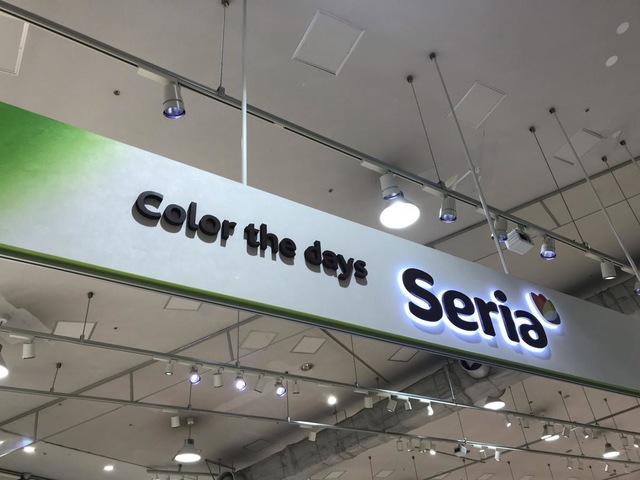 Color the days
Seria